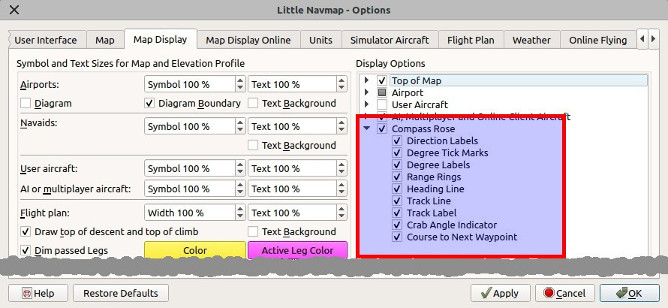 Little Navmap - Options
User Interface Map Map Display Map Display Online Units Simulator Aircraft Flight Plan Weather Online Flying
Symbol and Text Sizes for Map and Elevation Profile
Airports: Symbol 100 % Text 100 %
Diagram Diagram Boundary Text Background
Navaids: Symbol 100 % Text 100 %
Text Background
User aircraft: Symbol 100 % Text 100 %
AI or multiplayer aircraft: Symbol 100 % Text 100 %
Flight plan: Width 100 % Text 100 %
Draw top of descent and top of climb Text Background
Dim passed Legs Color Active Leg Color
Display Options
Top of Map
Airport
User Aircraft
AI, Multiplayer and Online Client Aircraft
Compass Rose
Direction Labels
Degree Tick Marks
Degree Labels
Range Rings
Heading Line
Track Line
Track Label
Crab Angle Indicator
Course to Next Waypoint
Help Restore Defaults Apply Cancel OK